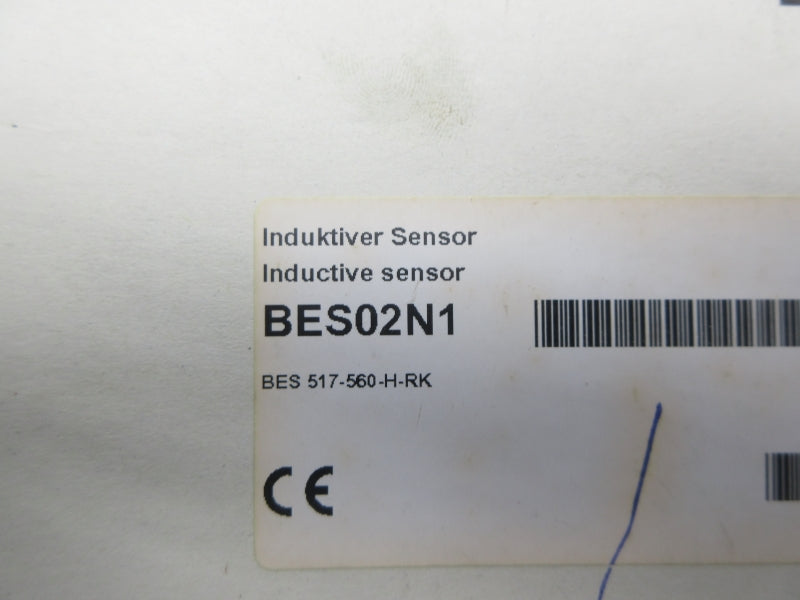 Induktiver Sensor
Inductive sensor
BES02N1
BES 517-560-H-RK
CE